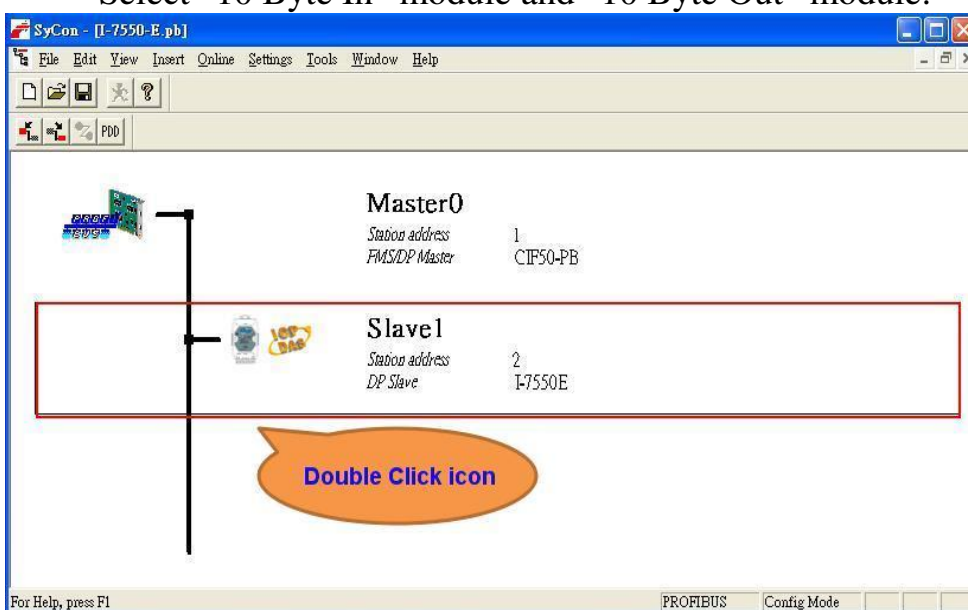 Select "16 Byte In" module and "16 Byte Out" module.
SyCon - [I-7550-E.pb]
File Edit View Insert Online Settings Tools Window Help
PDD
Master0
Station address 1
FMS/DP Master CIF50-PB
Slave1
ICP
DAS
Station address 2
DP Slave I-7550E
Double Click icon
For Help, press F1 PROFIBUS Config Mode